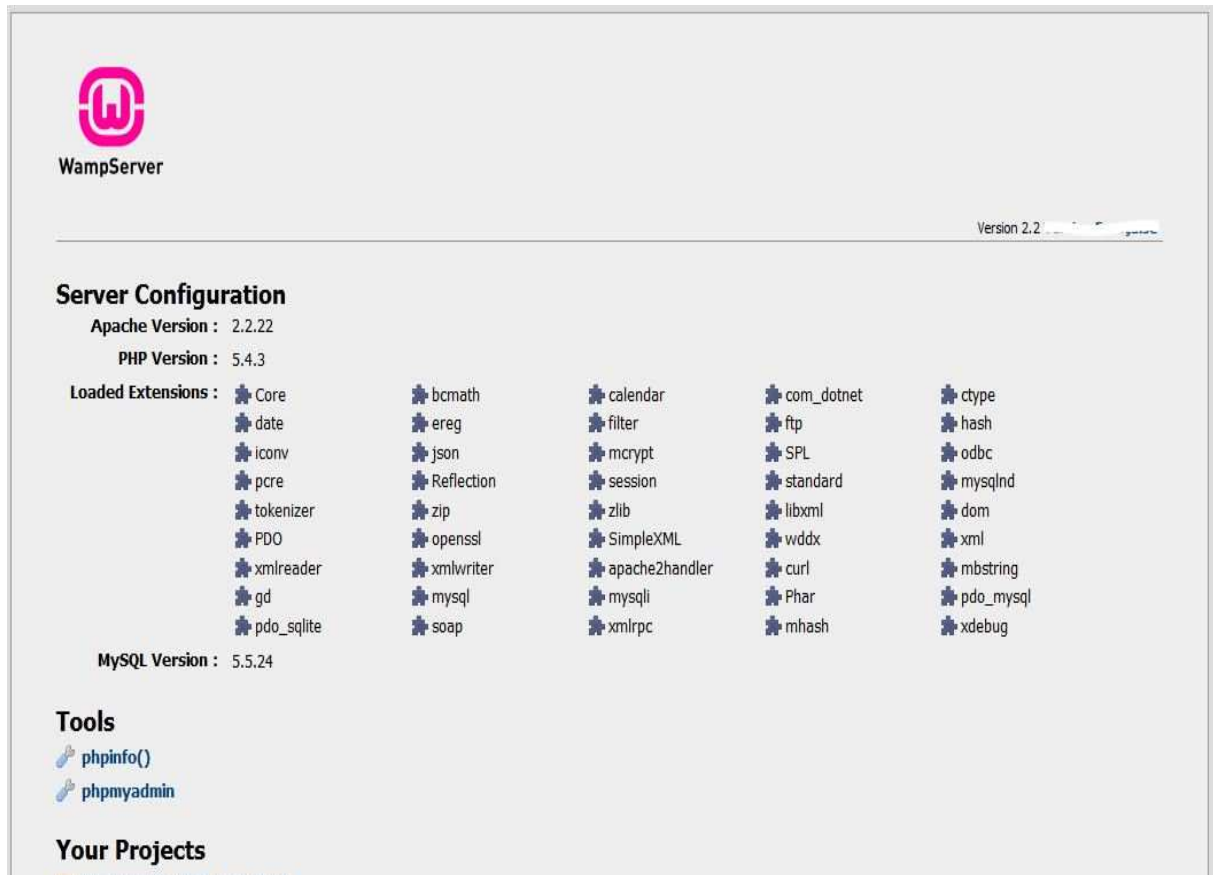 WampServer
Version 2.2
Server Configuration
Apache Version : 2.2.22
PHP Version : 5.4.3
Loaded Extensions : Core bcmath calendar com_dotnet ctype
date ereg filter ftp hash
iconv json mcrypt SPL odbc
pcre Reflection session standard mysqlnd
tokenizer zip zlib libxml dom
PDO openssl SimpleXML wddx xml
xmlreader xmlwriter apache2handler curl mbstring
gd mysql mysqli Phar pdo_mysql
pdo_sqlite soap xmlrpc mhash xdebug
MySQL Version : 5.5.24
Tools
phpinfo()
phpmyadmin
Your Projects